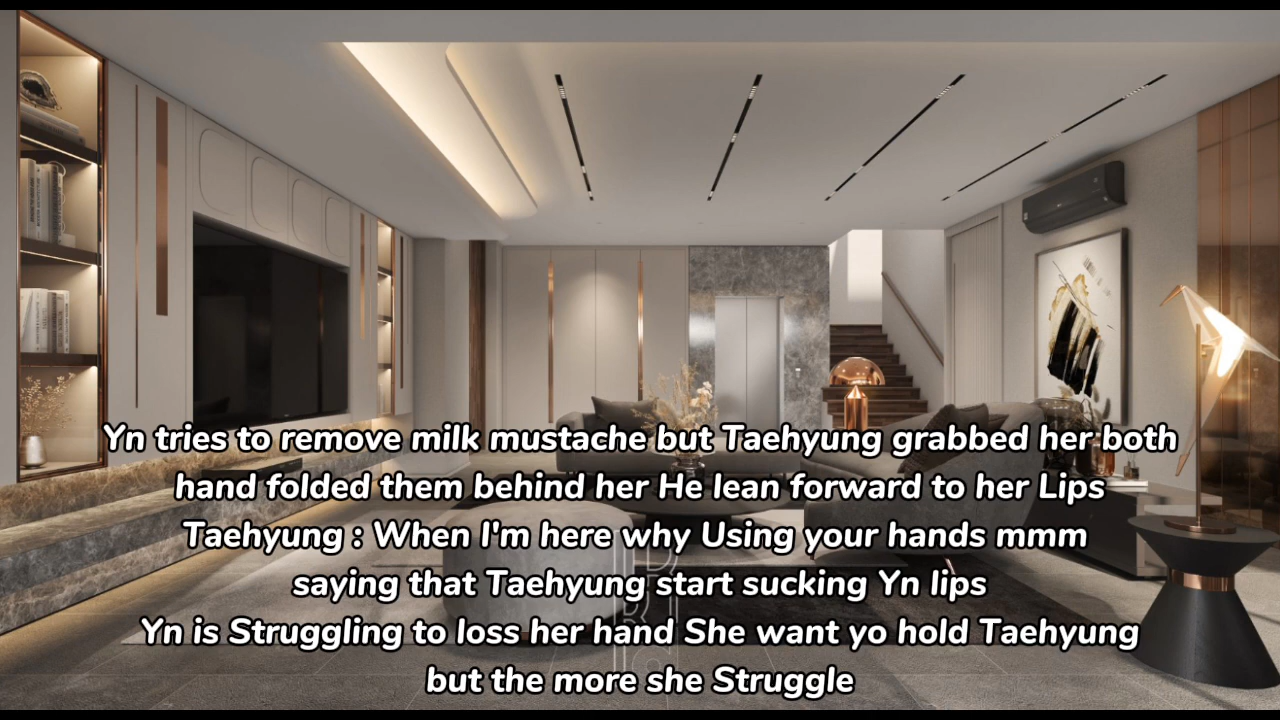 Yn tries to remove milk mustache but Taehyung grabbed her both
hand folded them behind her He lean forward to her Lips
Taehyung : When I'm here why Using your hands mmm
saying that Taehyung start sucking Yn lips
Yn is Struggling to loss her hand She want yo hold Taehyung
but the more she Struggle